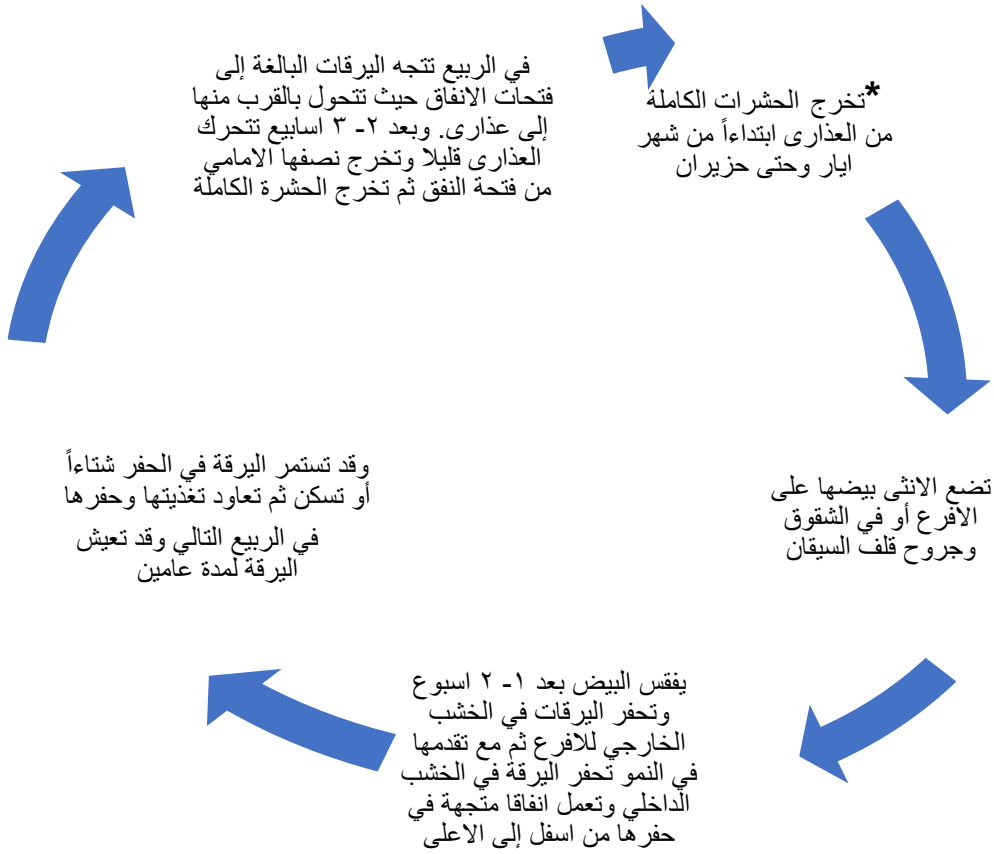 *تخرج الحشرات الكاملة
من العذارى ابتداءاً من شهر
ايار وحتى حزيران
تضع الانثى بيضها على
الافرع أو في الشقوق
وجروح قلف السيقان
يفقس البيض بعد ١- ٢ اسبوع
وتحفر اليرقات في الخشب
الخارجي للافرع ثم مع تقدمها
في النمو تحفر اليرقة في الخشب
الداخلي وتعمل انفاقا متجهة في
حفرها من اسفل إلى الاعلى
وقد تستمر اليرقة في الحفر شتاءاً
أو تسكن ثم تعاود تغذيتها وحفرها
في الربيع التالي وقد تعيش
اليرقة لمدة عامين
في الربيع تتجه اليرقات البالغة إلى
فتحات الانفاق حيث تتحول بالقرب منها
إلى عذارى. وبعد ٢- ٣ اسابيع تتحرك
العذارى قليلا وتخرج نصفها الامامي
من فتحة النفق ثم تخرج الحشرة الكاملة